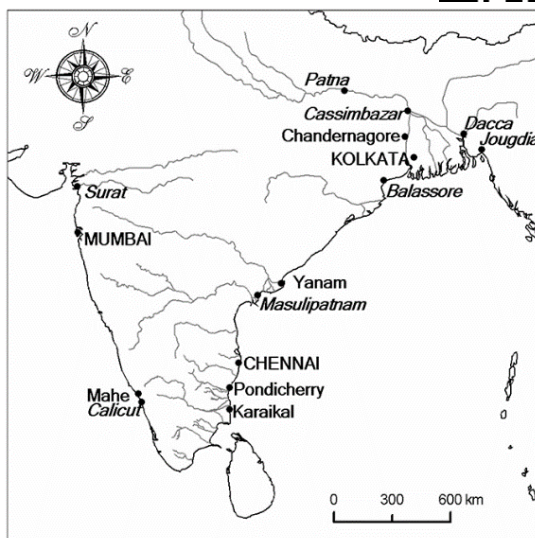 N
W E
S
Patna
Cassimbazar
Dacca
Chandernagore
Jougdia
KOLKATA
Balassore
Surat
MUMBAI
Yanam
Masulipatnam
CHENNAI
Mahe
Pondicherry
Calicut
Karaikal
0 300 600 km